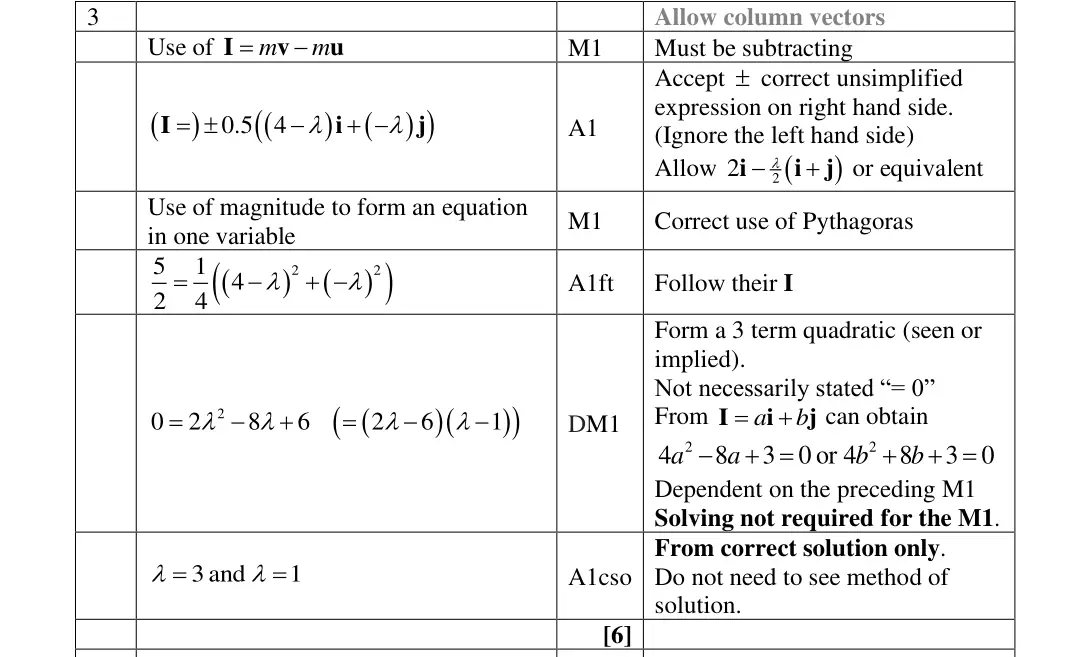 3 Allow column vectors
Use of I = mv − mu M1 Must be subtracting
(I =) ±0.5((4 − λ)i + (−λ)j) A1 Accept ± correct unsimplified
expression on right hand side.
(Ignore the left hand side)
Allow 2i − λ/2 (i + j) or equivalent
Use of magnitude to form an equation
in one variable M1 Correct use of Pythagoras
5/2 = 1/4((4 − λ)² + (−λ)²) A1ft Follow their I
0 = 2λ² − 8λ + 6 (= (2λ − 6)(λ − 1)) DM1 Form a 3 term quadratic (seen or
implied).
Not necessarily stated “= 0”
From I = ai + bj can obtain
4a² − 8a + 3 = 0 or 4b² + 8b + 3 = 0
Dependent on the preceding M1
Solving not required for the M1.
λ = 3 and λ = 1 A1cso From correct solution only.
Do not need to see method of
solution.
[6]